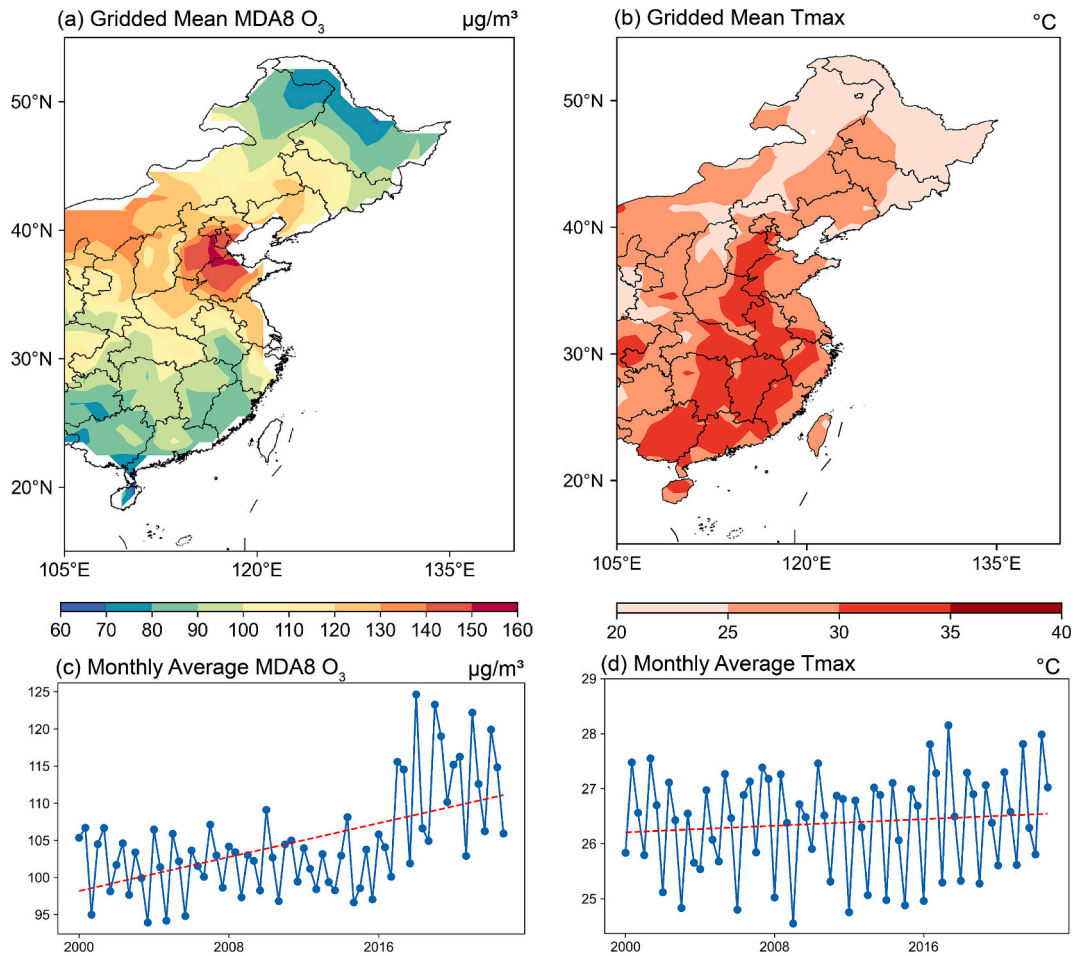 (a) Gridded Mean MDA8 O₃ µg/m³
(b) Gridded Mean Tmax °C
50°N
40°N
30°N
20°N
105°E 120°E 135°E
50°N
40°N
30°N
20°N
105°E 120°E 135°E
60 70 80 90 100 110 120 130 140 150 160
20 25 30 35 40
(c) Monthly Average MDA8 O₃ µg/m³
125
120
115
110
105
100
95
2000 2008 2016
(d) Monthly Average Tmax °C
29
28
27
26
25
2000 2008 2016